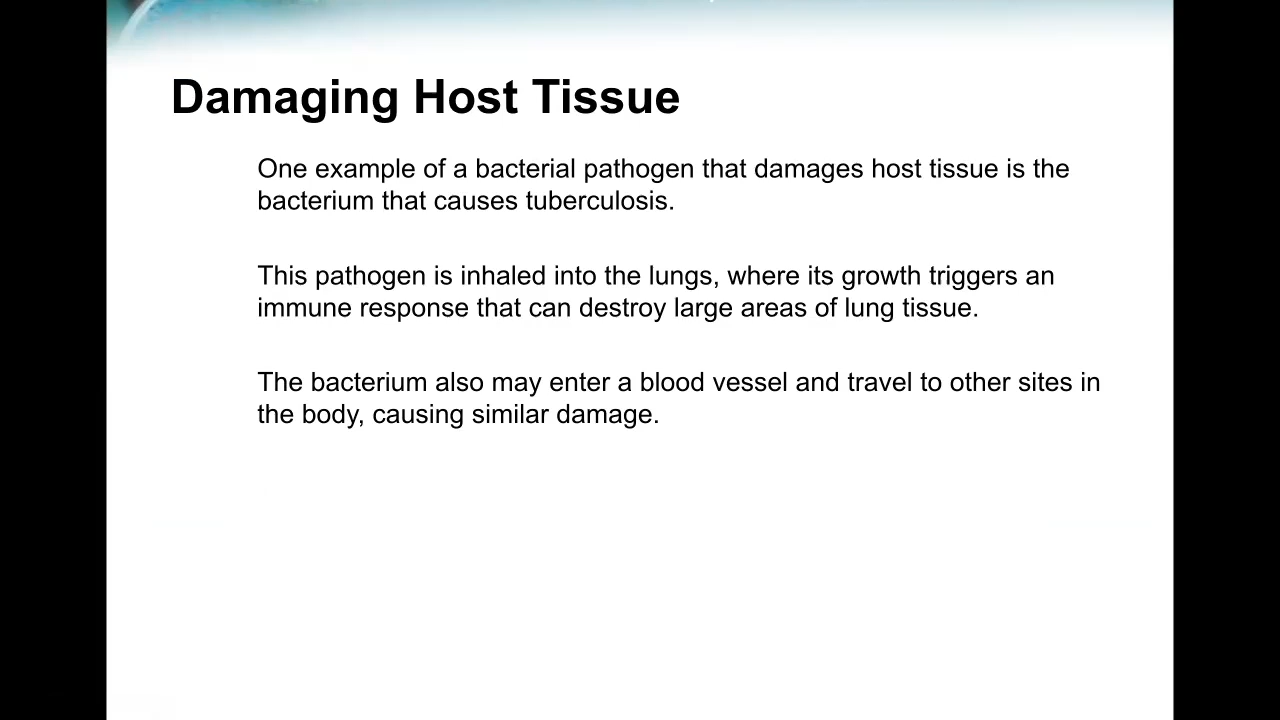 Damaging Host Tissue
One example of a bacterial pathogen that damages host tissue is the
bacterium that causes tuberculosis.
This pathogen is inhaled into the lungs, where its growth triggers an
immune response that can destroy large areas of lung tissue.
The bacterium also may enter a blood vessel and travel to other sites in
the body, causing similar damage.